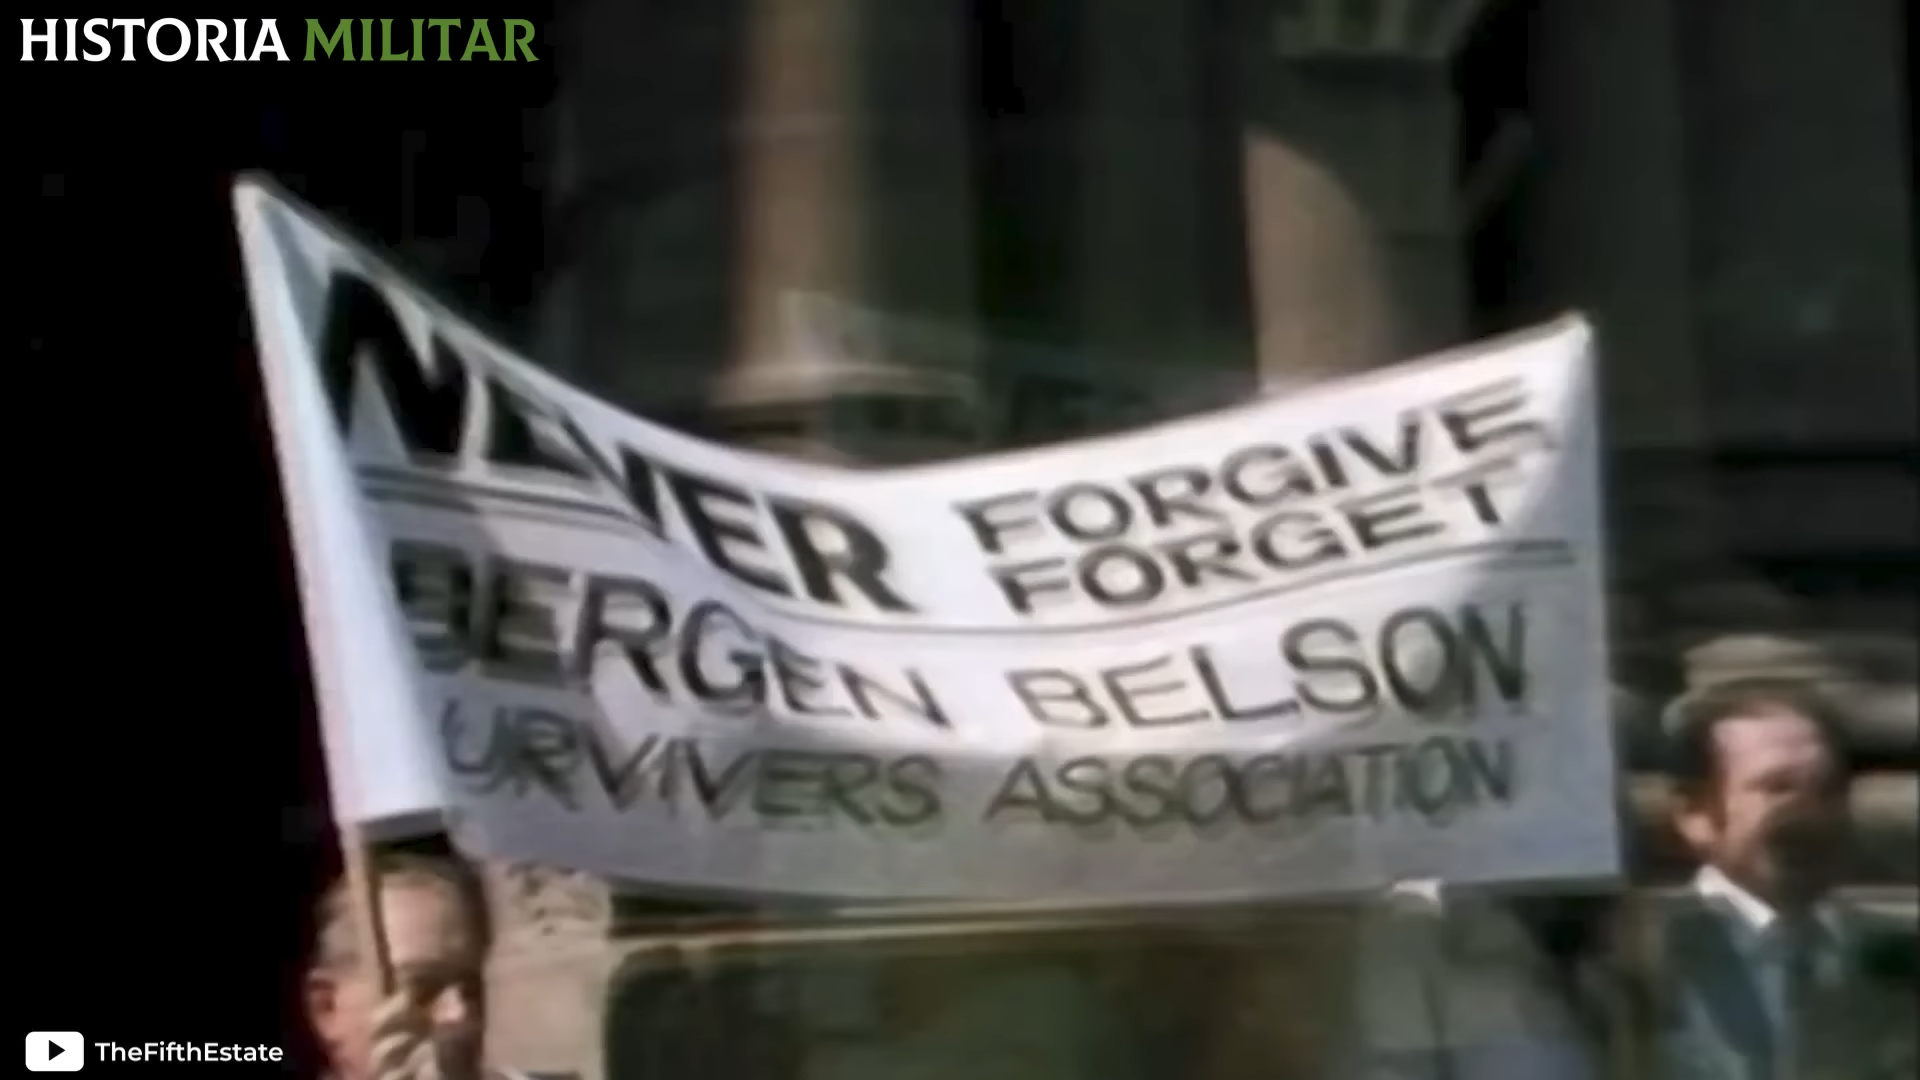 HISTORIA MILITAR
NEVER FORGIVE
FORGET
BERGEN BELSON
URVIVERS ASSOCIATION
TheFifthEstate